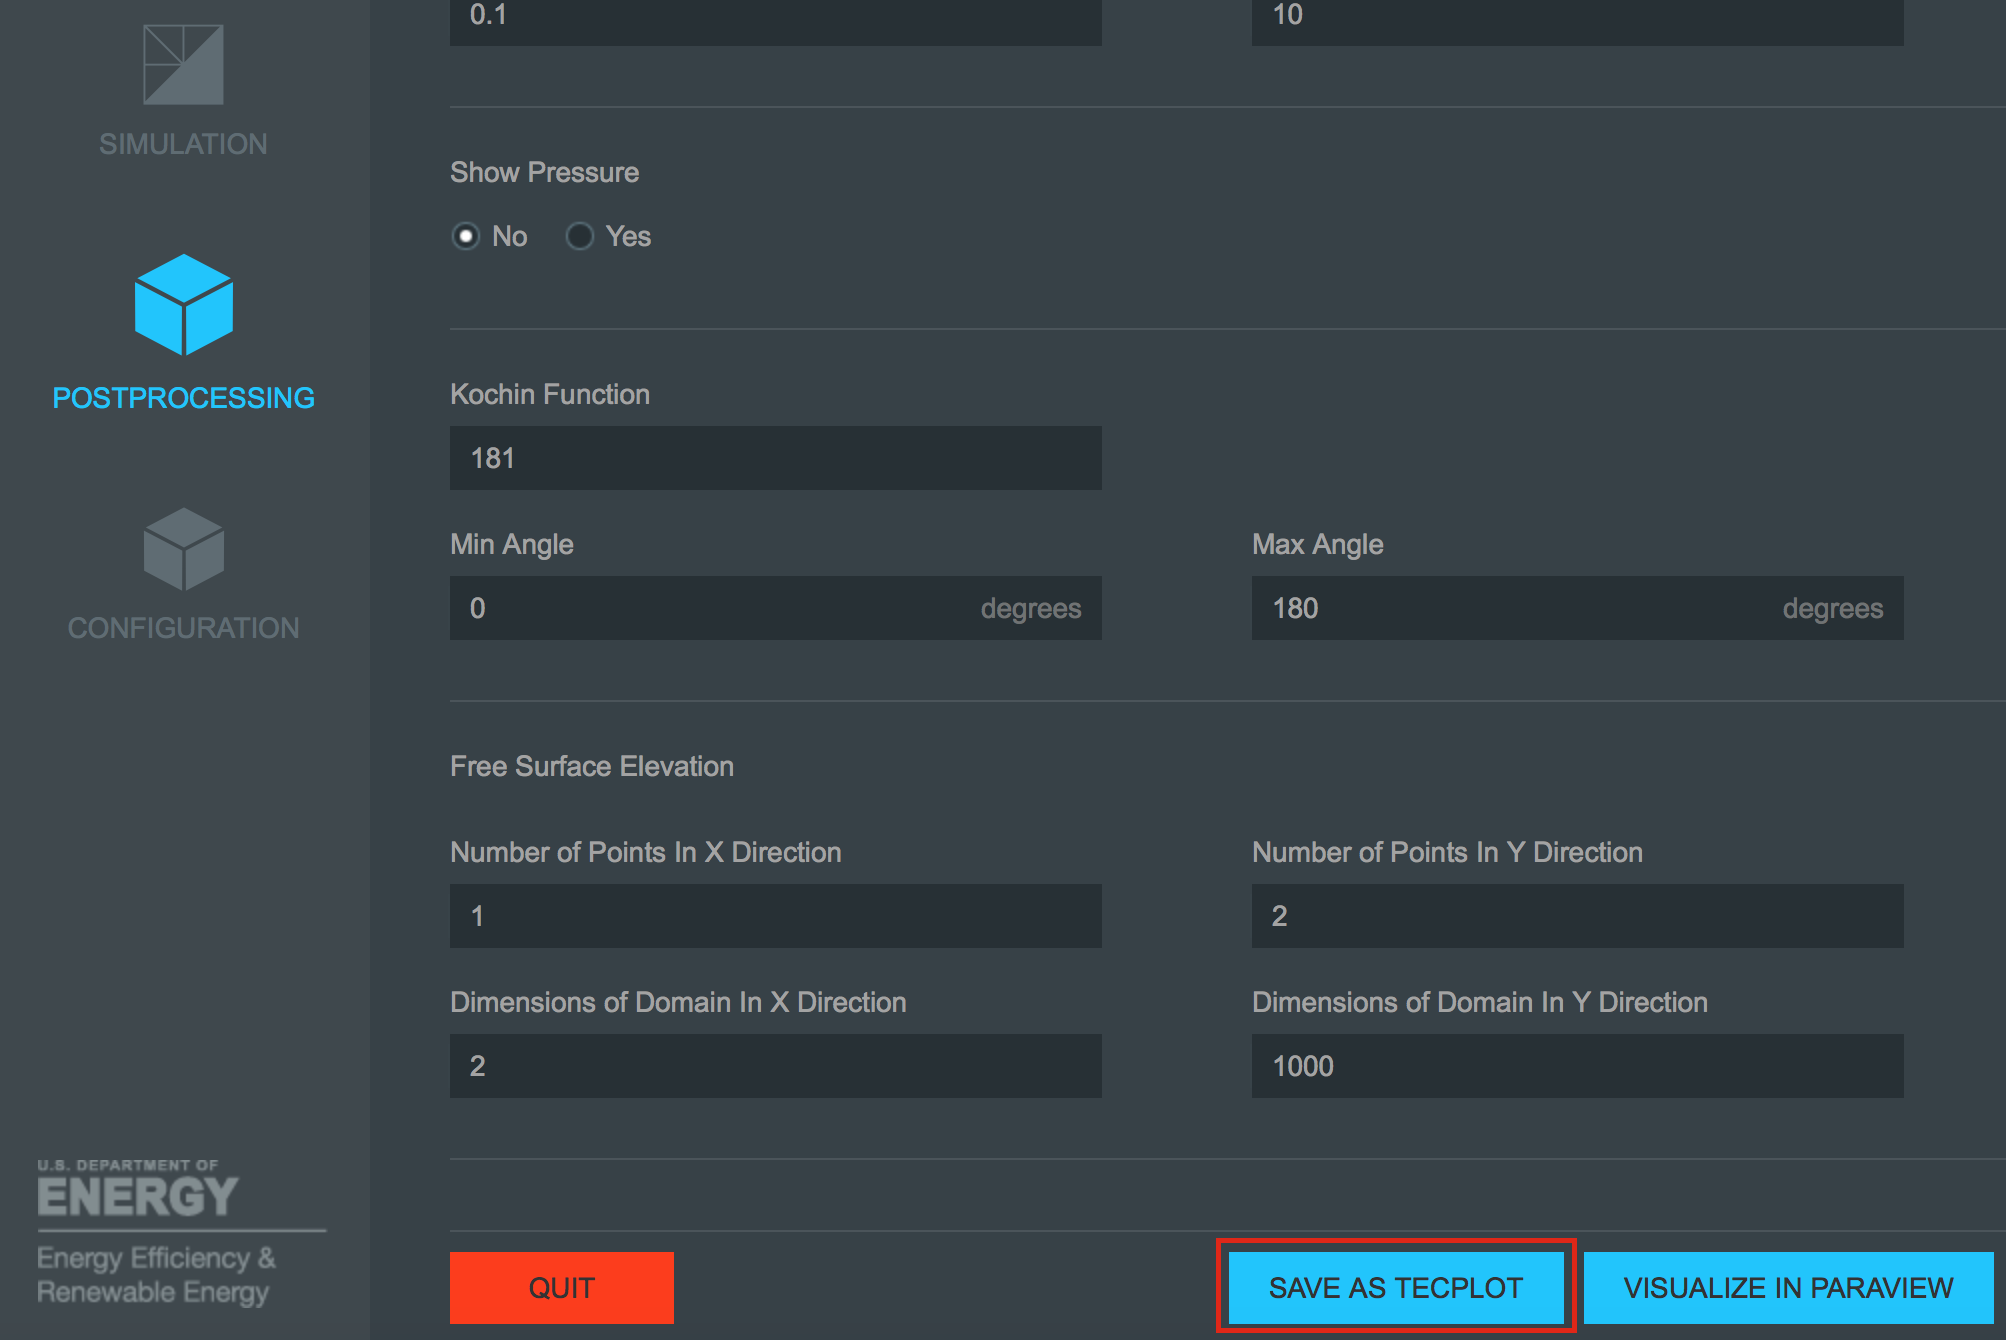 0.1
10
SIMULATION
Show Pressure
No
Yes
POSTPROCESSING
Kochin Function
181
Min Angle
Max Angle
0 degrees
180 degrees
CONFIGURATION
Free Surface Elevation
Number of Points In X Direction
Number of Points In Y Direction
1
2
Dimensions of Domain In X Direction
Dimensions of Domain In Y Direction
2
1000
U.S. DEPARTMENT OF
ENERGY
Energy Efficiency &
Renewable Energy
QUIT
SAVE AS TECPLOT
VISUALIZE IN PARAVIEW